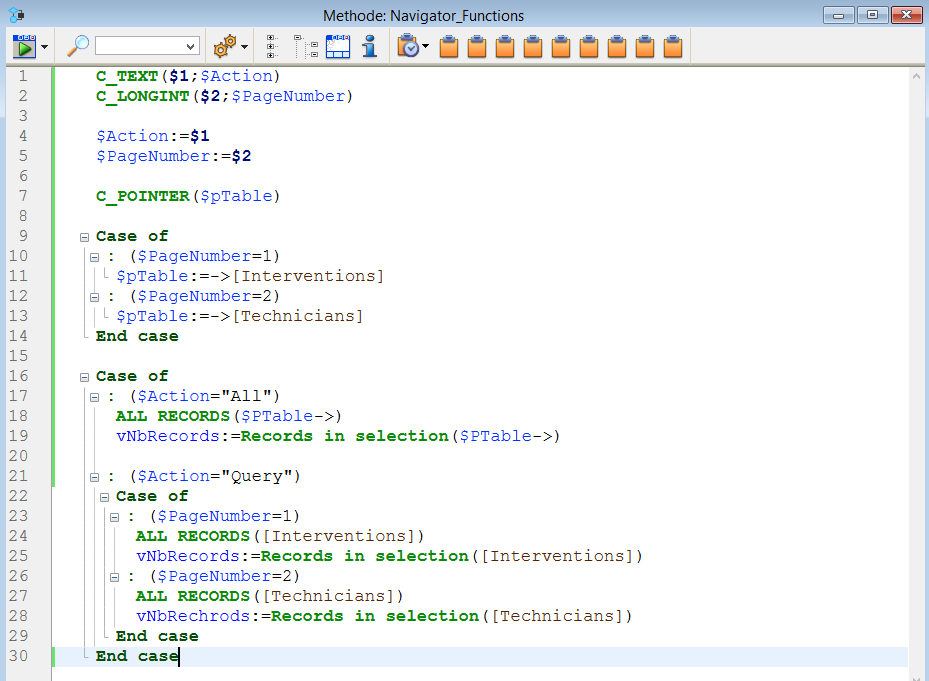 Methode: Navigator_Functions
1 C_TEXT($1;$Action)
2 C_LONGINT($2;$PageNumber)
3
4 $Action:=$1
5 $PageNumber:=$2
6
7 C_POINTER($pTable)
8
9 Case of
10 : ($PageNumber=1)
11 $pTable:=->[Interventions]
12 : ($PageNumber=2)
13 $pTable:=->[Technicians]
14 End case
15
16 Case of
17 : ($Action="All")
18 ALL RECORDS($PTable->)
19 vNbRecords:=Records in selection($PTable->)
20
21 : ($Action="Query")
22 Case of
23 : ($PageNumber=1)
24 ALL RECORDS([Interventions])
25 vNbRecords:=Records in selection([Interventions])
26 : ($PageNumber=2)
27 ALL RECORDS([Technicians])
28 vNbRechrods:=Records in selection([Technicians])
29 End case
30 End case